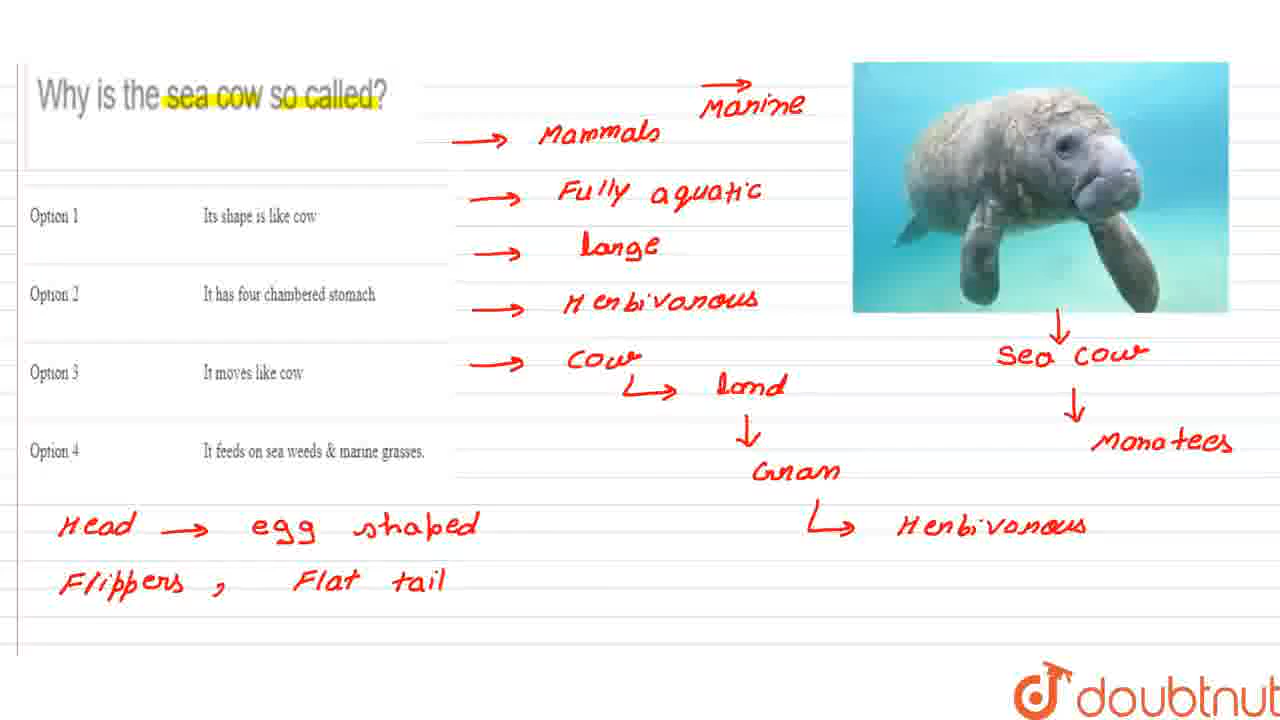 Why is the sea cow so called?
Option 1 Its shape is like cow
Option 2 It has four chambered stomach
Option 3 It moves like cow
Option 4 It feeds on sea weeds & marine grasses.
Marine
Mammals
Fully aquatic
Large
Herbivorous
Cow
Land
Gram
Herbivorous
Sea Cow
Manatees
Head → egg shaped
Flippers, Flat tail
doubtnut